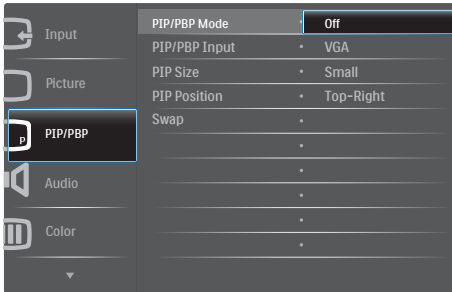 Input
Picture
P
PIP/PBP
Audio
Color
PIP/PBP Mode • Off
PIP/PBP Input • VGA
PIP Size • Small
PIP Position • Top-Right
Swap •